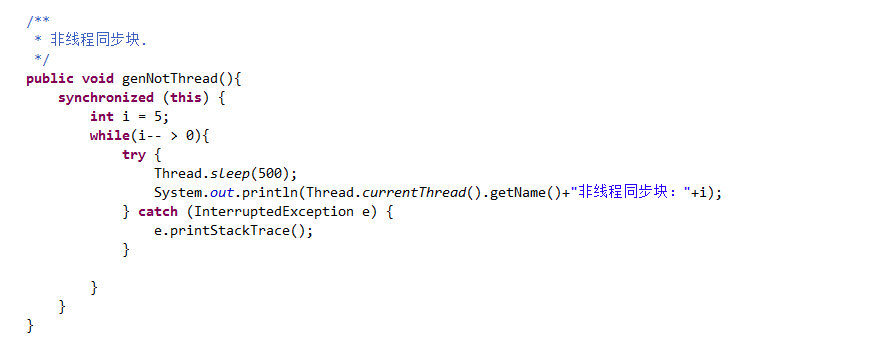 /**
 * 非线程同步块.
 */
public void genNotThread(){
    synchronized (this) {
        int i = 5;
        while(i-- > 0){
            try {
                Thread.sleep(500);
                System.out.println(Thread.currentThread().getName()+"非线程同步块："+i);
            } catch (InterruptedException e) {
                e.printStackTrace();
            }

        }
    }
}